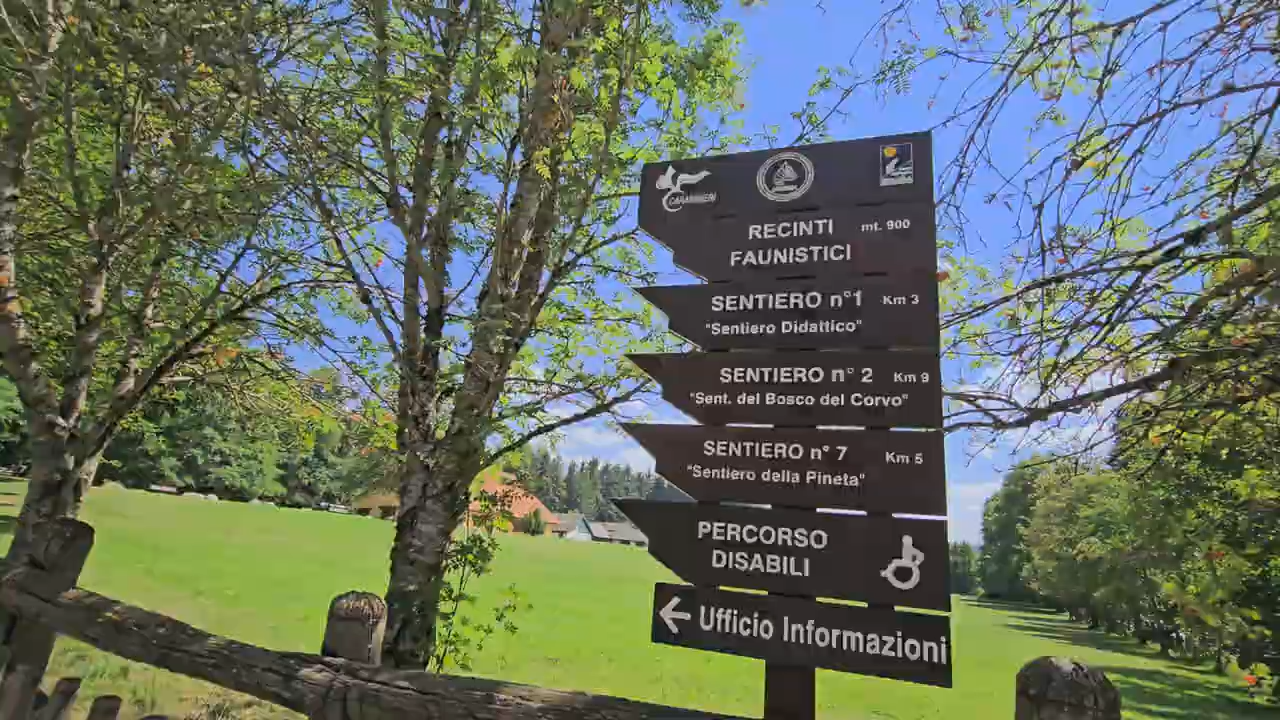 CARABINIERI
RECINTI mt. 900
FAUNISTICI
SENTIERO n°1 Km 3
"Sentiero Didattico"
SENTIERO n° 2 Km 9
"Sent. del Bosco del Corvo"
SENTIERO n° 7 Km 5
"Sentiero della Pineta"
PERCORSO
DISABILI
← Ufficio Informazioni